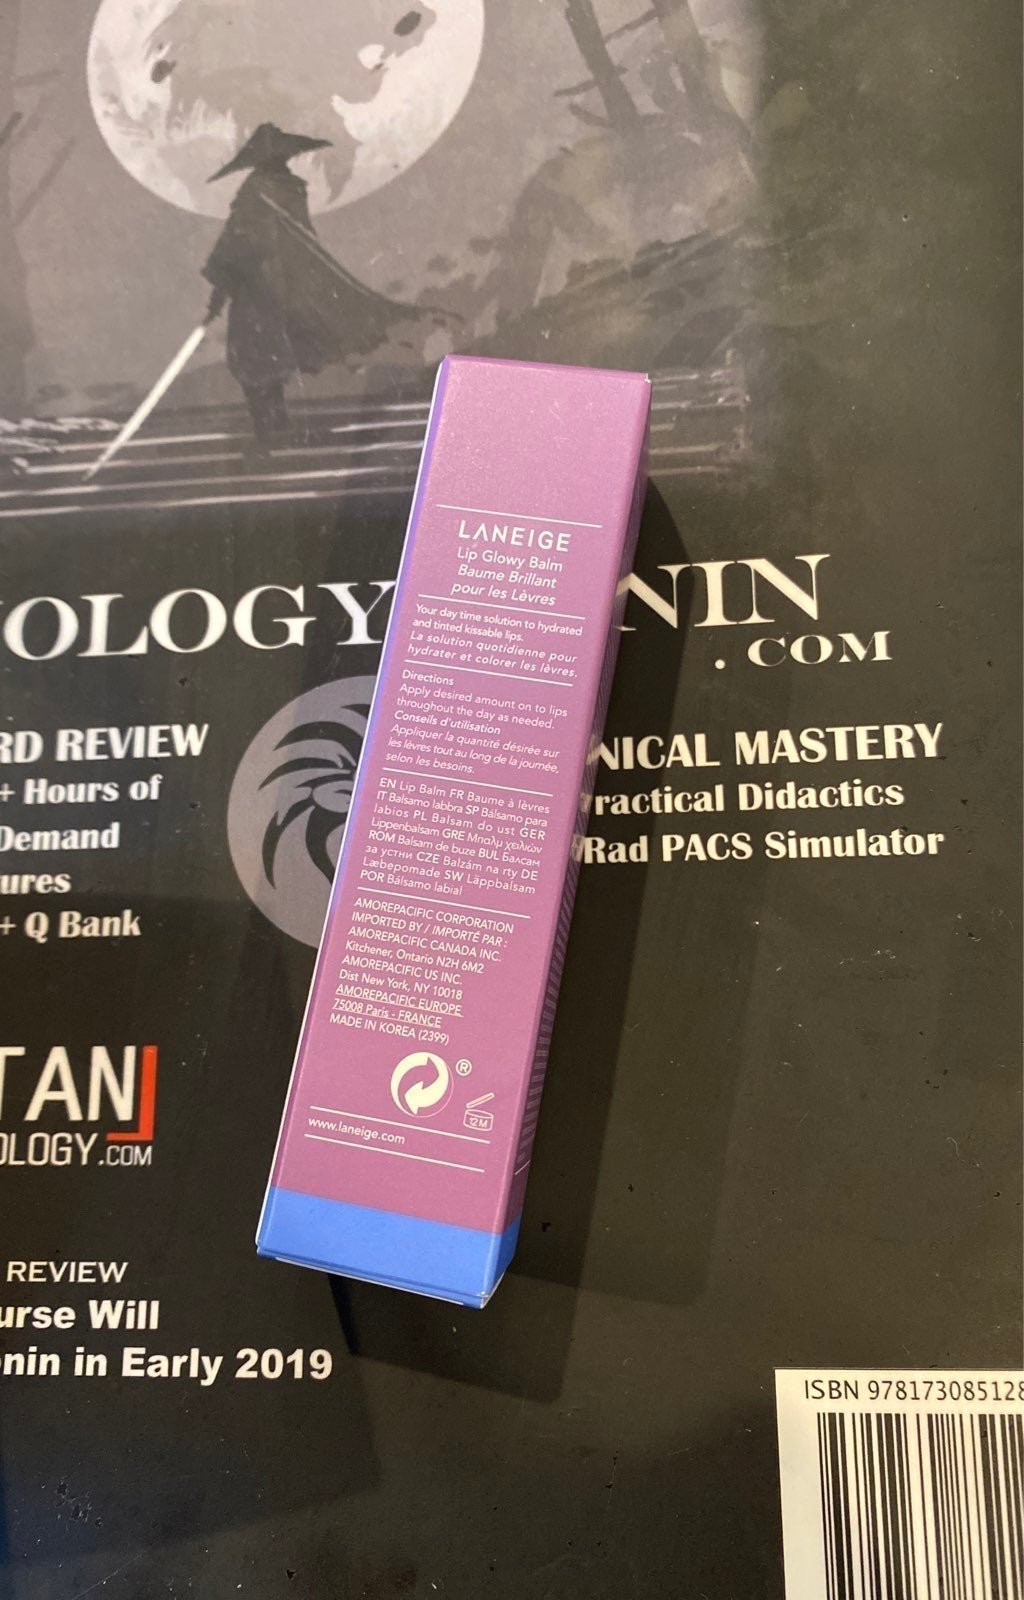 LANEIGE
Lip Glowy Balm
Baume Brillant
pour les Lèvres
Your day time solution to hydrated
and tinted kissable lips.
La solution quotidienne pour
hydrater et colorer les lèvres.
Directions
Apply desired amount on to lips
throughout the day as needed.
Conseils d'utilisation
Appliquer la quantité désirée sur
les lèvres tout au long de la journée,
selon les besoins.
EN Lip Balm FR Baume à lèvres
IT Balsamo labbra SP Bálsamo para
labios PL Balsam do ust GER
Lippenbalsam GRE Μπαλμ χειλιών
ROM Balsam de buze BUL Балсам
за устни CZE Balzám na rty DE
Læbepomade SW Läppbalsam
POR Bálsamo labial
AMOREPACIFIC CORPORATION
IMPORTED BY / IMPORTÉ PAR :
AMOREPACIFIC CANADA INC.
Kitchener, Ontario N2H 6M2
AMOREPACIFIC US INC.
Dist New York, NY 10018
AMOREPACIFIC EUROPE
75008 Paris - FRANCE
MADE IN KOREA (2399)
®
12M
www.laneige.com
OLOGY NIN
.COM
RD REVIEW
+ Hours of
Demand
ures
+ Q Bank
NICAL MASTERY
ractical Didactics
Rad PACS Simulator
TAN
OLOGY.COM
REVIEW
urse Will
nin in Early 2019
ISBN 978173085128